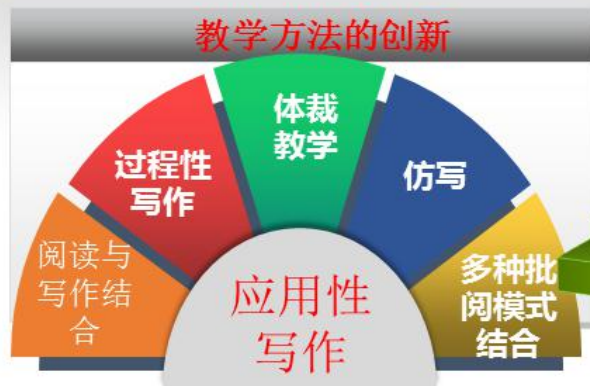 教学方法的创新
阅读与
写作结
合
过程性
写作
体裁
教学
仿写
多种批
阅模式
结合
应用性
写作